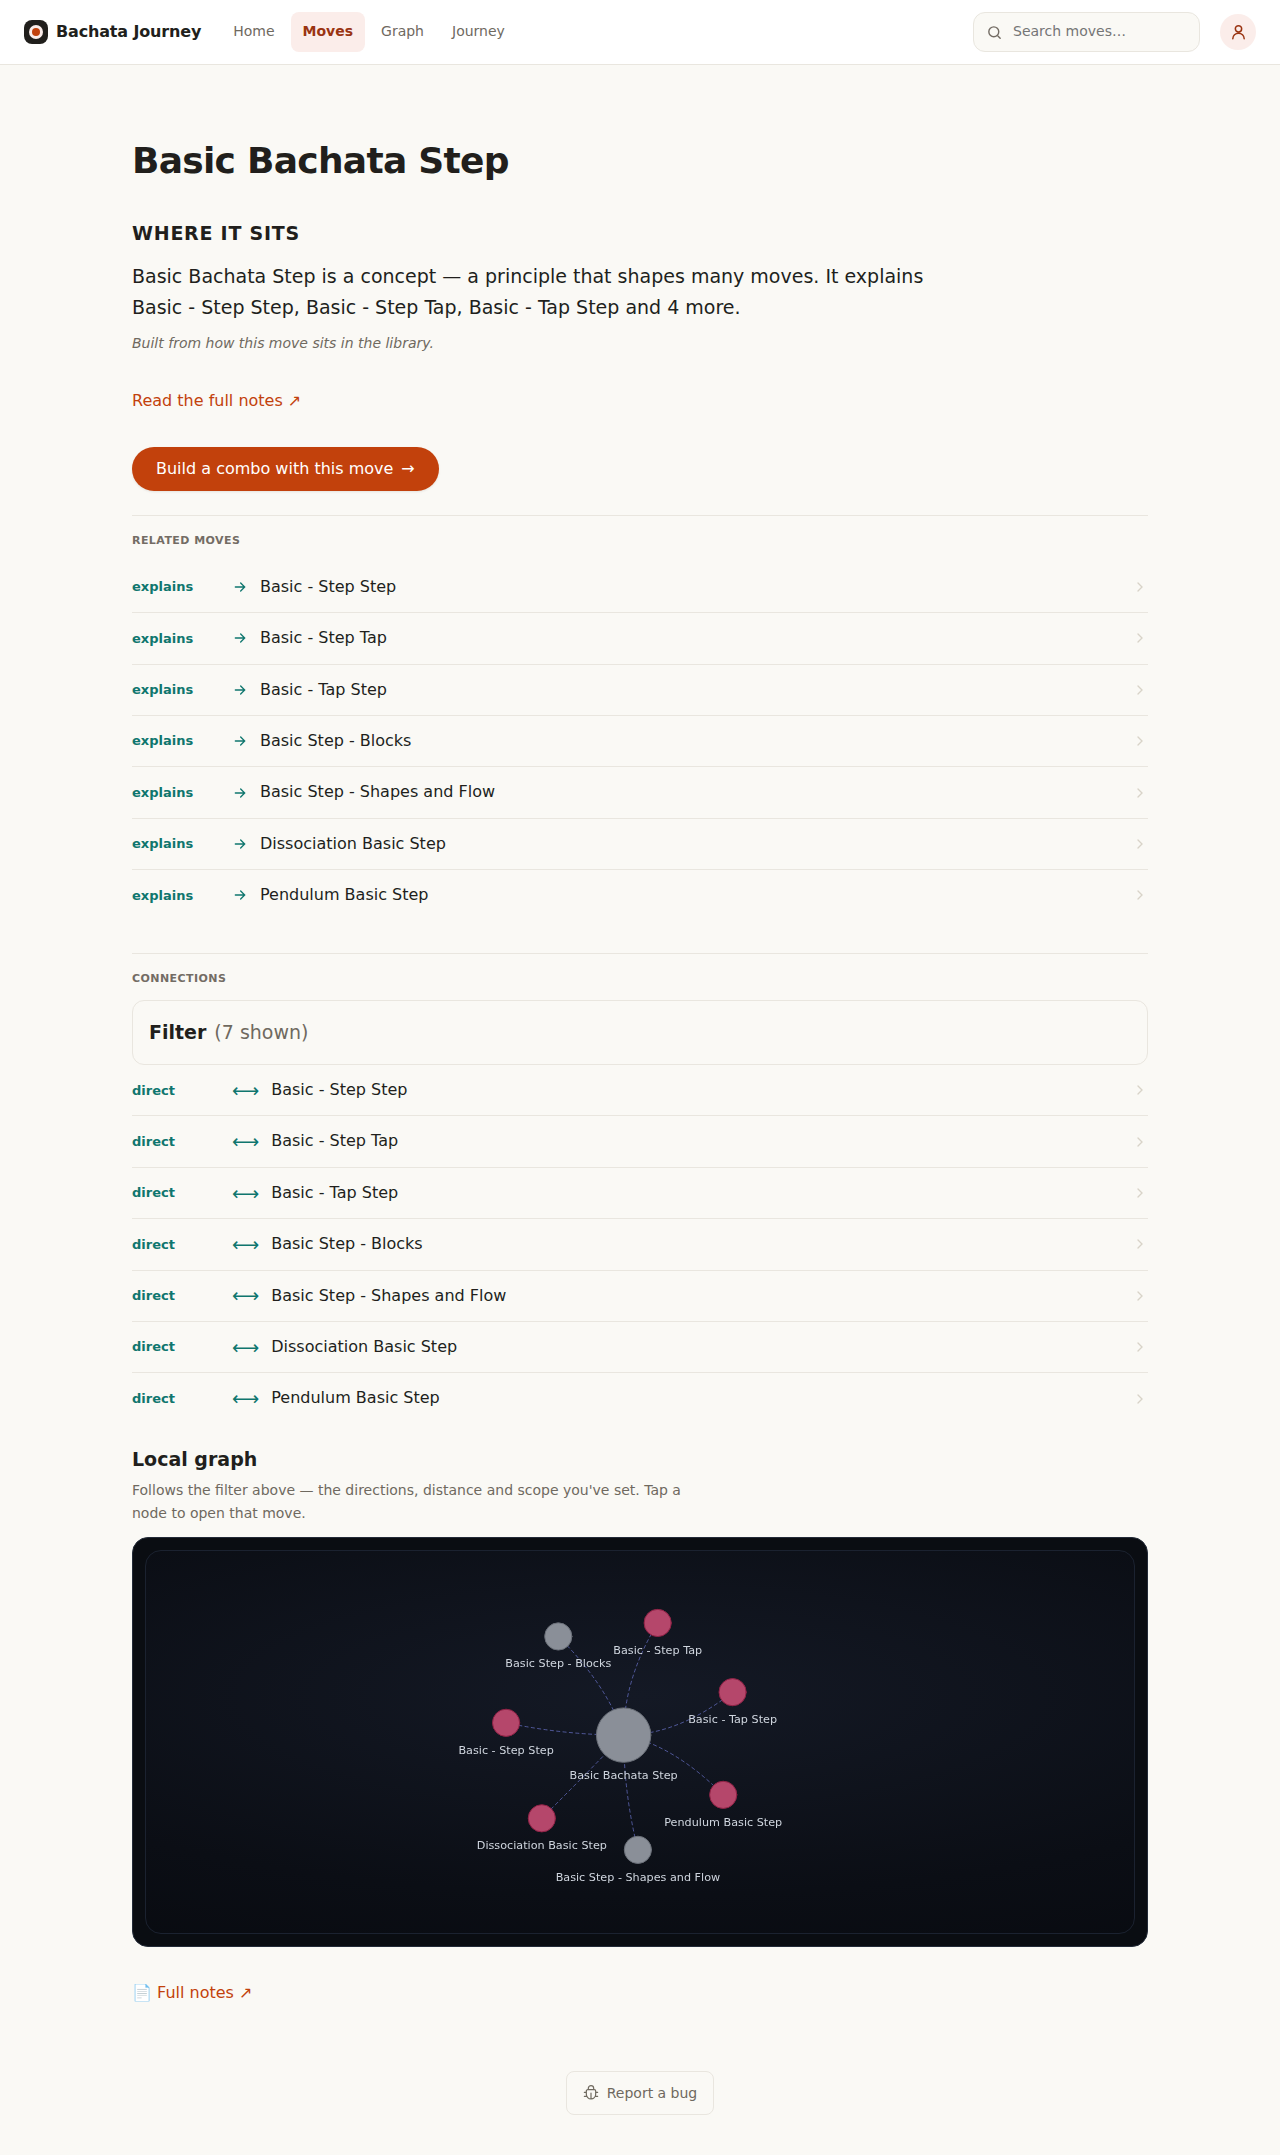 Bachata Journey
Home
Moves
Graph
Journey
Search moves...
Basic Bachata Step
WHERE IT SITS
Basic Bachata Step is a concept — a principle that shapes many moves. It explains
Basic - Step Step, Basic - Step Tap, Basic - Tap Step and 4 more.
Built from how this move sits in the library.
Read the full notes ↗
Build a combo with this move →
RELATED MOVES
explains → Basic - Step Step
explains → Basic - Step Tap
explains → Basic - Tap Step
explains → Basic Step - Blocks
explains → Basic Step - Shapes and Flow
explains → Dissociation Basic Step
explains → Pendulum Basic Step
CONNECTIONS
Filter (7 shown)
direct ⟷ Basic - Step Step
direct ⟷ Basic - Step Tap
direct ⟷ Basic - Tap Step
direct ⟷ Basic Step - Blocks
direct ⟷ Basic Step - Shapes and Flow
direct ⟷ Dissociation Basic Step
direct ⟷ Pendulum Basic Step
Local graph
Follows the filter above — the directions, distance and scope you've set. Tap a
node to open that move.
Basic - Step Tap
Basic Step - Blocks
Basic - Tap Step
Basic - Step Step
Basic Bachata Step
Pendulum Basic Step
Dissociation Basic Step
Basic Step - Shapes and Flow
📄 Full notes ↗
Report a bug